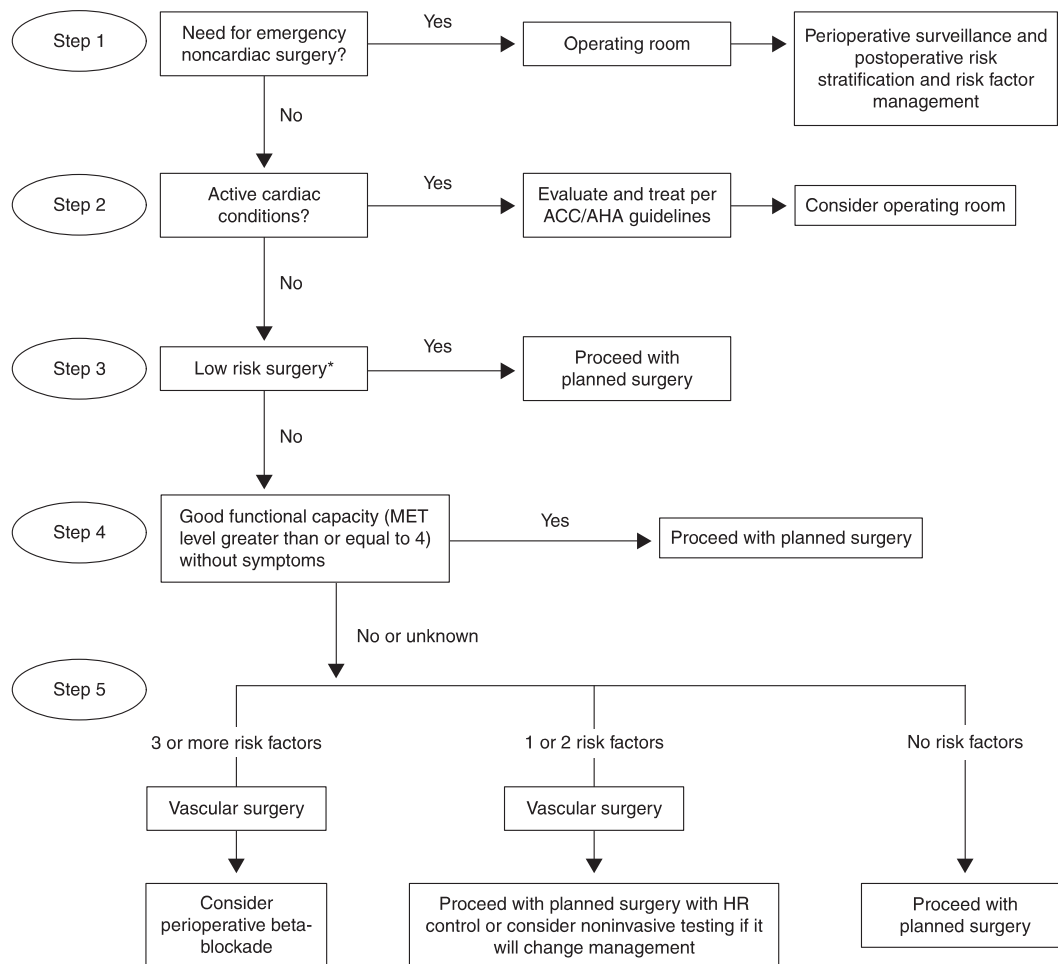 Step 1
Need for emergency
noncardiac surgery?
Yes
Operating room
Perioperative surveillance and
postoperative risk
stratification and risk factor
management
No
Step 2
Active cardiac
conditions?
Yes
Evaluate and treat per
ACC/AHA guidelines
Consider operating room
No
Step 3
Low risk surgery*
Yes
Proceed with
planned surgery
No
Step 4
Good functional capacity (MET
level greater than or equal to 4)
without symptoms
Yes
Proceed with planned surgery
No or unknown
Step 5
3 or more risk factors
1 or 2 risk factors
No risk factors
Vascular surgery
Vascular surgery
Consider
perioperative beta-
blockade
Proceed with planned surgery with HR
control or consider noninvasive testing if it
will change management
Proceed with
planned surgery